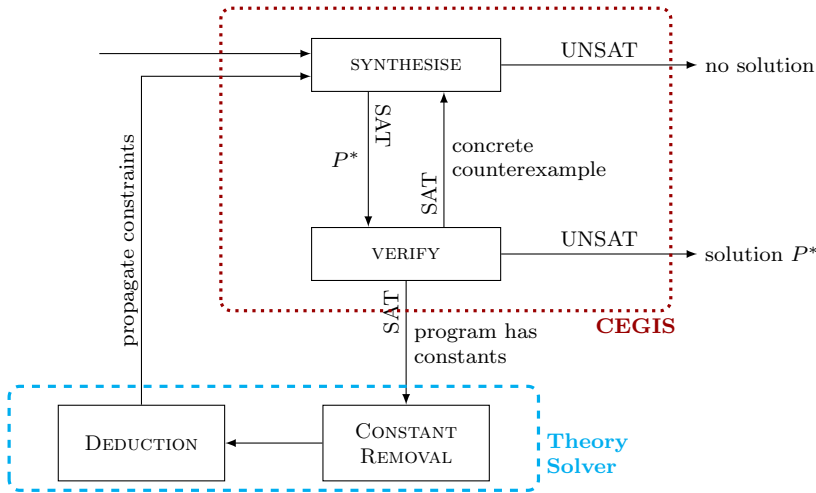 SYNTHESISE
UNSAT
no solution
SAT
P*
concrete
counterexample
SAT
propagate constraints
VERIFY
UNSAT
solution P*
SAT
program has
constants
CEGIS
DEDUCTION
CONSTANT
REMOVAL
Theory
Solver